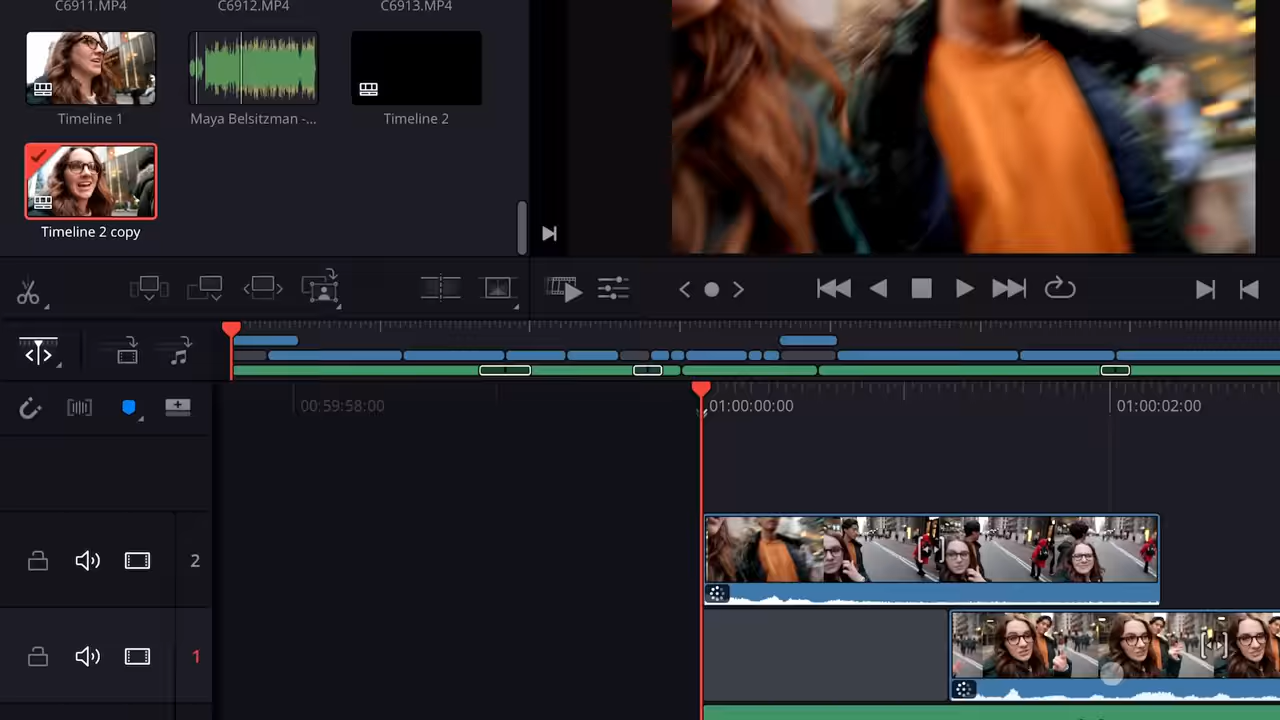 C6911.MP4
C6912.MP4
C6913.MP4
Timeline 1
Maya Belsitzman -...
Timeline 2
Timeline 2 copy
00:59:58:00
01:00:00:00
01:00:02:00
2
1